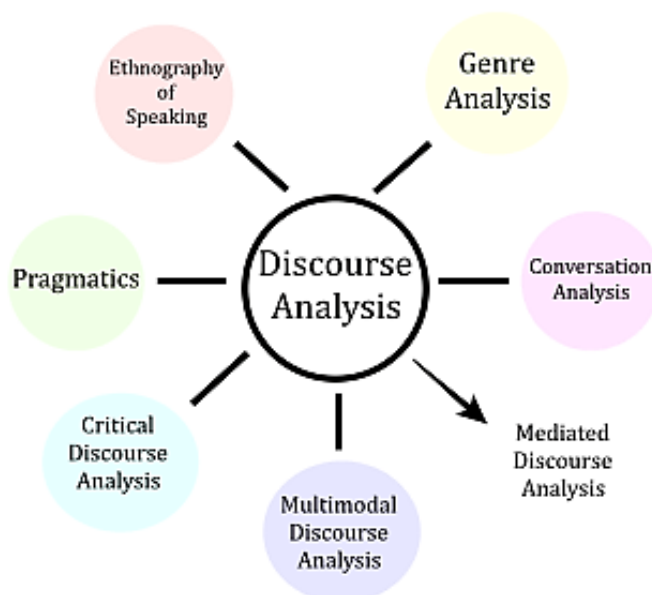 Ethnography
of
Speaking
Genre
Analysis
Pragmatics
Discourse
Analysis
Conversation
Analysis
Critical
Discourse
Analysis
Multimodal
Discourse
Analysis
Mediated
Discourse
Analysis